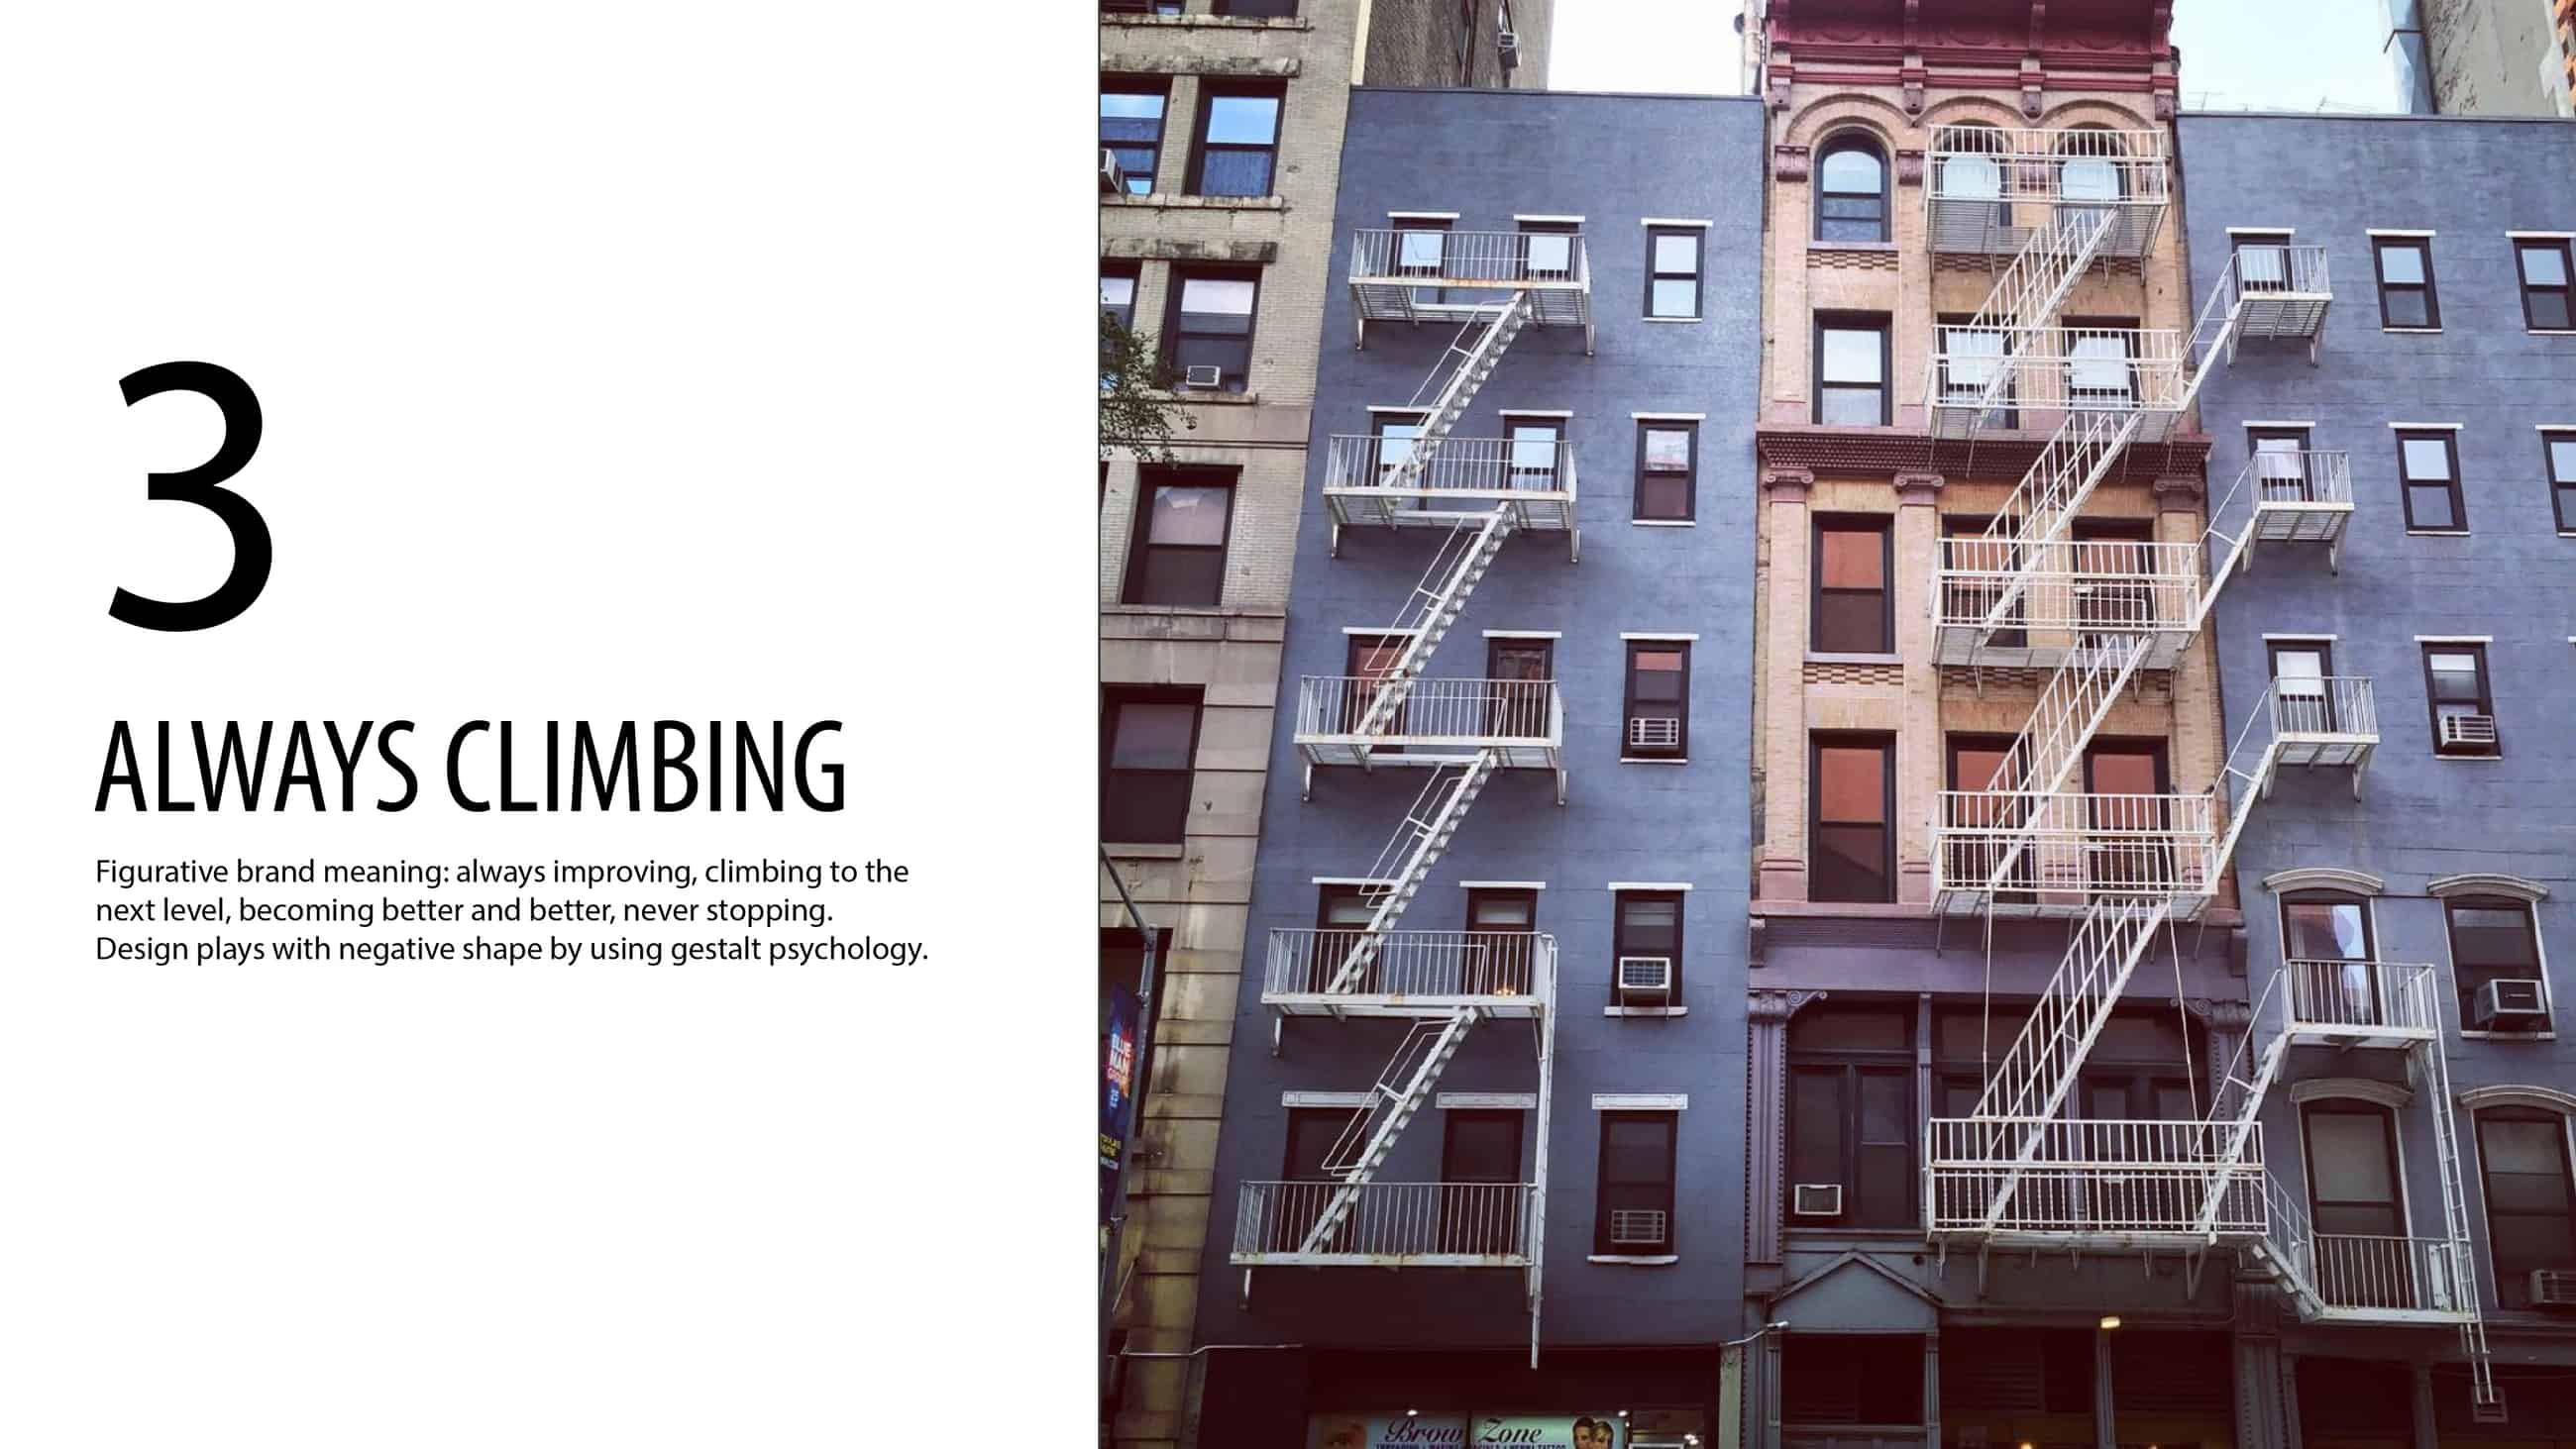 3
ALWAYS CLIMBING
Figurative brand meaning: always improving, climbing to the
next level, becoming better and better, never stopping.
Design plays with negative shape by using gestalt psychology.
BLUE
MAN
GROUP
Brow Zone